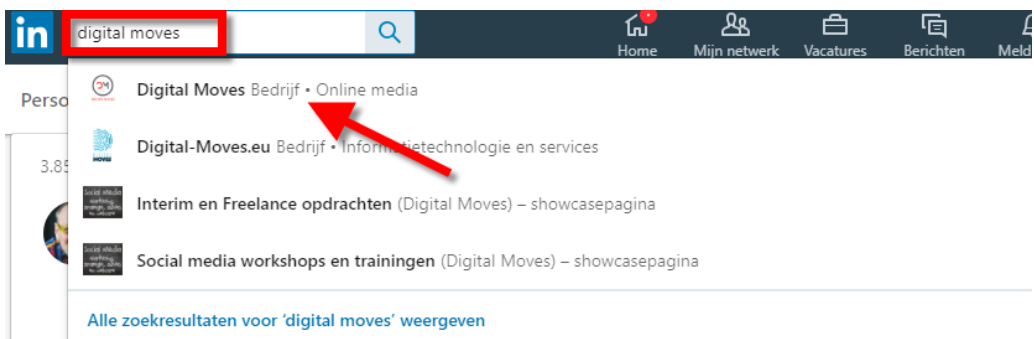 in
digital moves
Home
Mijn netwerk
Vacatures
Berichten
Meld
Perso
Digital Moves Bedrijf • Online media
Digital-Moves.eu Bedrijf • Informatietechnologie en services
3.85
Interim en Freelance opdrachten (Digital Moves) – showcasepagina
Social media workshops en trainingen (Digital Moves) – showcasepagina
Alle zoekresultaten voor ‘digital moves’ weergeven